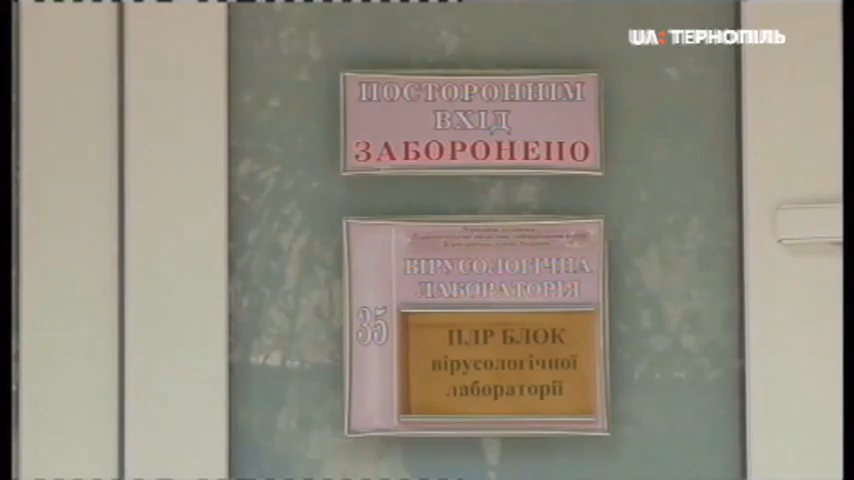 UA: ТЕРНОПІЛЬ
ПОСТОРОННІМ
ВХІД
ЗАБОРОНЕНО
ВІРУСОЛОГІЧНА
ЛАБОРАТОРІЯ
35
ПЛР БЛОК
вірусологічної
лабораторії